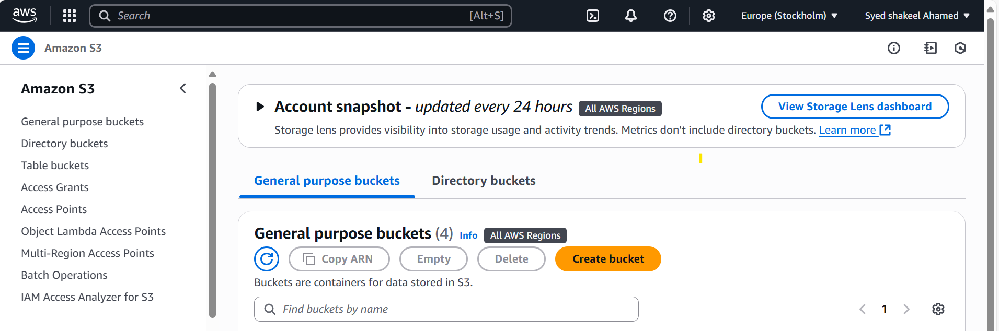 aws
Search [Alt+S]
Europe (Stockholm)
Syed shakeel Ahamed
Amazon S3
Amazon S3
General purpose buckets
Directory buckets
Table buckets
Access Grants
Access Points
Object Lambda Access Points
Multi-Region Access Points
Batch Operations
IAM Access Analyzer for S3
Account snapshot - updated every 24 hours All AWS Regions
View Storage Lens dashboard
Storage lens provides visibility into storage usage and activity trends. Metrics don't include directory buckets. Learn more
General purpose buckets
Directory buckets
General purpose buckets (4) Info All AWS Regions
Copy ARN
Empty
Delete
Create bucket
Buckets are containers for data stored in S3.
Find buckets by name
1